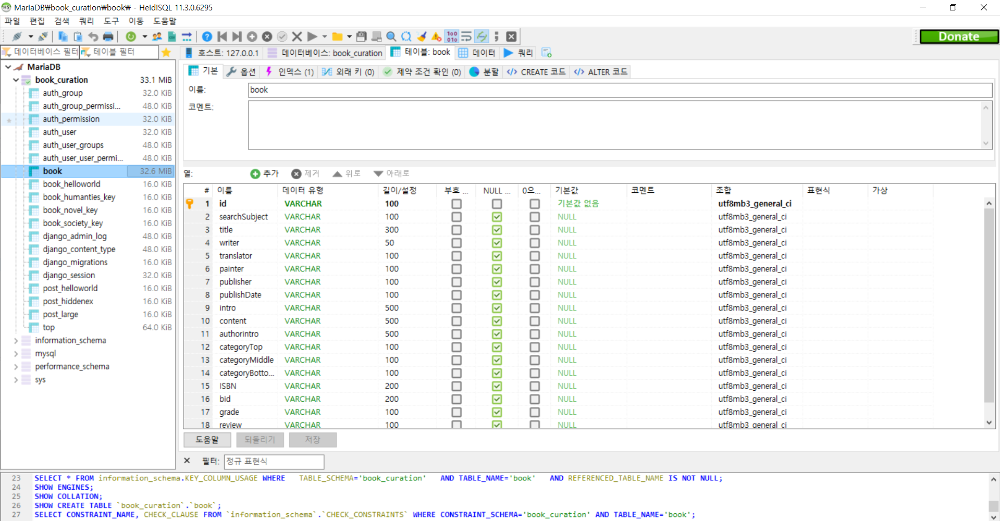 MariaDB₩book_curation₩book₩ - HeidiSQL 11.3.0.6295
파일 편집 검색 쿼리 도구 이동 도움말
Donate
데이터베이스 필터 테이블 필터
호스트: 127.0.0.1 데이터베이스: book_curation 테이블: book 데이터 쿼리
MariaDB
book_curation 33.1 MiB
auth_group 32.0 KiB
auth_group_permissi... 48.0 KiB
auth_permission 32.0 KiB
auth_user 32.0 KiB
auth_user_groups 48.0 KiB
auth_user_user_permi... 48.0 KiB
book 32.6 MiB
book_helloworld 16.0 KiB
book_humanties_key 16.0 KiB
book_novel_key 16.0 KiB
book_society_key 16.0 KiB
django_admin_log 48.0 KiB
django_content_type 48.0 KiB
django_migrations 16.0 KiB
django_session 32.0 KiB
post_helloworld 16.0 KiB
post_hiddenex 16.0 KiB
post_large 16.0 KiB
top 64.0 KiB
information_schema
mysql
performance_schema
sys
기본 옵션 인덱스 (1) 외래 키 (0) 제약 조건 확인 (0) 분할 CREATE 코드 ALTER 코드
이름: book
코멘트:
열: 추가 제거 위로 아래로
# 이름 데이터 유형 길이/설정 부호 ... NULL ... 0으... 기본값 코멘트 조합 표현식 가상
1 id VARCHAR 100 기본값 없음 utf8mb3_general_ci
2 searchSubject VARCHAR 100 NULL utf8mb3_general_ci
3 title VARCHAR 300 NULL utf8mb3_general_ci
4 writer VARCHAR 50 NULL utf8mb3_general_ci
5 translator VARCHAR 100 NULL utf8mb3_general_ci
6 painter VARCHAR 100 NULL utf8mb3_general_ci
7 publisher VARCHAR 100 NULL utf8mb3_general_ci
8 publishDate VARCHAR 100 NULL utf8mb3_general_ci
9 intro VARCHAR 500 NULL utf8mb3_general_ci
10 content VARCHAR 500 NULL utf8mb3_general_ci
11 authorintro VARCHAR 500 NULL utf8mb3_general_ci
12 categoryTop VARCHAR 100 NULL utf8mb3_general_ci
13 categoryMiddle VARCHAR 100 NULL utf8mb3_general_ci
14 categoryBotto... VARCHAR 100 NULL utf8mb3_general_ci
15 ISBN VARCHAR 200 NULL utf8mb3_general_ci
16 bid VARCHAR 200 NULL utf8mb3_general_ci
17 grade VARCHAR 100 NULL utf8mb3_general_ci
18 review VARCHAR 100 NULL utf8mb3_general_ci
도움말 되돌리기 저장
필터: 정규 표현식
23 SELECT * FROM information_schema.KEY_COLUMN_USAGE WHERE TABLE_SCHEMA='book_curation' AND TABLE_NAME='book' AND REFERENCED_TABLE_NAME IS NOT NULL;
24 SHOW ENGINES;
25 SHOW COLLATION;
26 SHOW CREATE TABLE `book_curation`.`book`;
27 SELECT CONSTRAINT_NAME, CHECK_CLAUSE FROM `information_schema`.`CHECK_CONSTRAINTS` WHERE CONSTRAINT_SCHEMA='book_curation' AND TABLE_NAME='book';